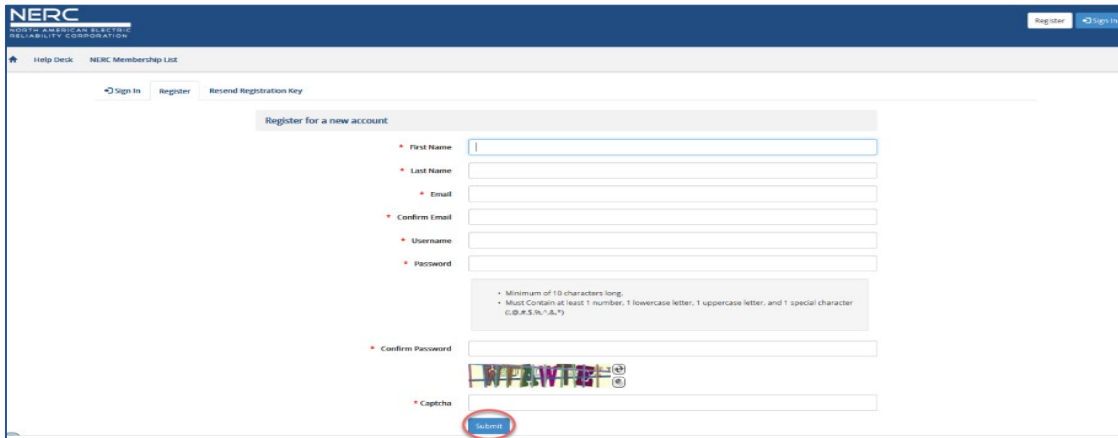 NERC
NORTH AMERICAN ELECTRIC
RELIABILITY CORPORATION
Register Sign In
Help Desk NERC Membership List
Sign In Register Resend Registration Key
Register for a new account
* First Name
* Last Name
* Email
* Confirm Email
* Username
* Password
• Minimum of 10 characters long.
• Must Contain at least 1 number, 1 lowercase letter, 1 uppercase letter, and 1 special character
* Confirm Password
* Captcha
Submit